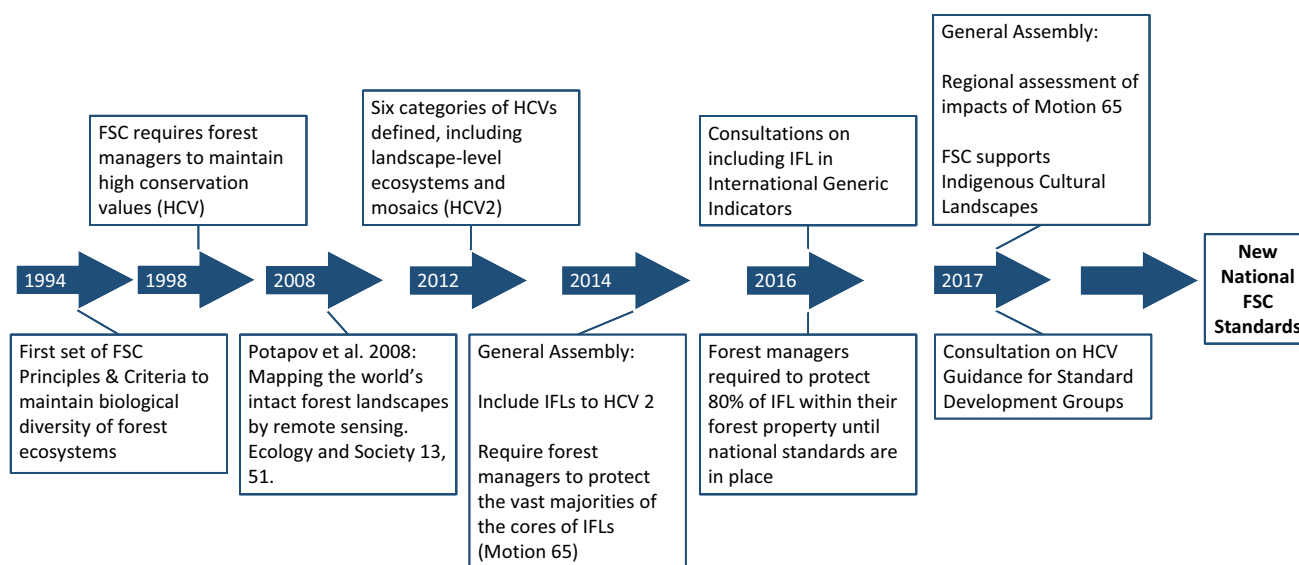 General Assembly:
Regional assessment of
impacts of Motion 65
FSC supports
Indigenous Cultural
Landscapes
FSC requires forest
managers to maintain
high conservation
values (HCV)
Six categories of HCVs
defined, including
landscape-level
ecosystems and
mosaics (HCV2)
Consultations on
including IFL in
International Generic
Indicators
1994
1998
2008
2012
2014
2016
2017
New
National
FSC
Standards
First set of FSC
Principles & Criteria to
maintain biological
diversity of forest
ecosystems
Potapov et al. 2008:
Mapping the world’s
intact forest landscapes
by remote sensing.
Ecology and Society 13,
51.
General Assembly:
Include IFLs to HCV 2
Require forest
managers to protect
the vast majorities of
the cores of IFLs
(Motion 65)
Forest managers
required to protect
80% of IFL within their
forest property until
national standards are
in place
Consultation on HCV
Guidance for Standard
Development Groups